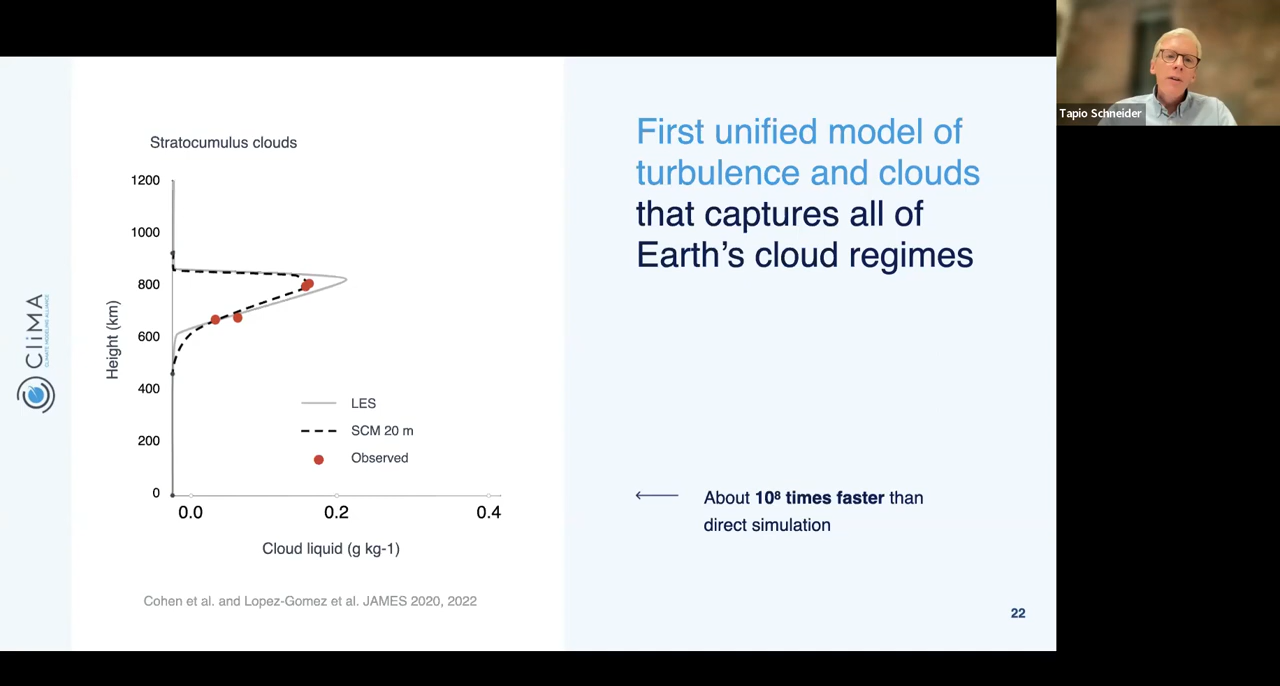 Tapio Schneider
Stratocumulus clouds
1200
1000
800
600
400
200
0
Height (km)
0.0
0.2
0.4
Cloud liquid (g kg-1)
LES
SCM 20 m
Observed
Cohen et al. and Lopez-Gomez et al. JAMES 2020, 2022
CliMA
CLIMATE MODELING ALLIANCE
First unified model of
turbulence and clouds
that captures all of
Earth’s cloud regimes
About 10⁸ times faster than
direct simulation
22